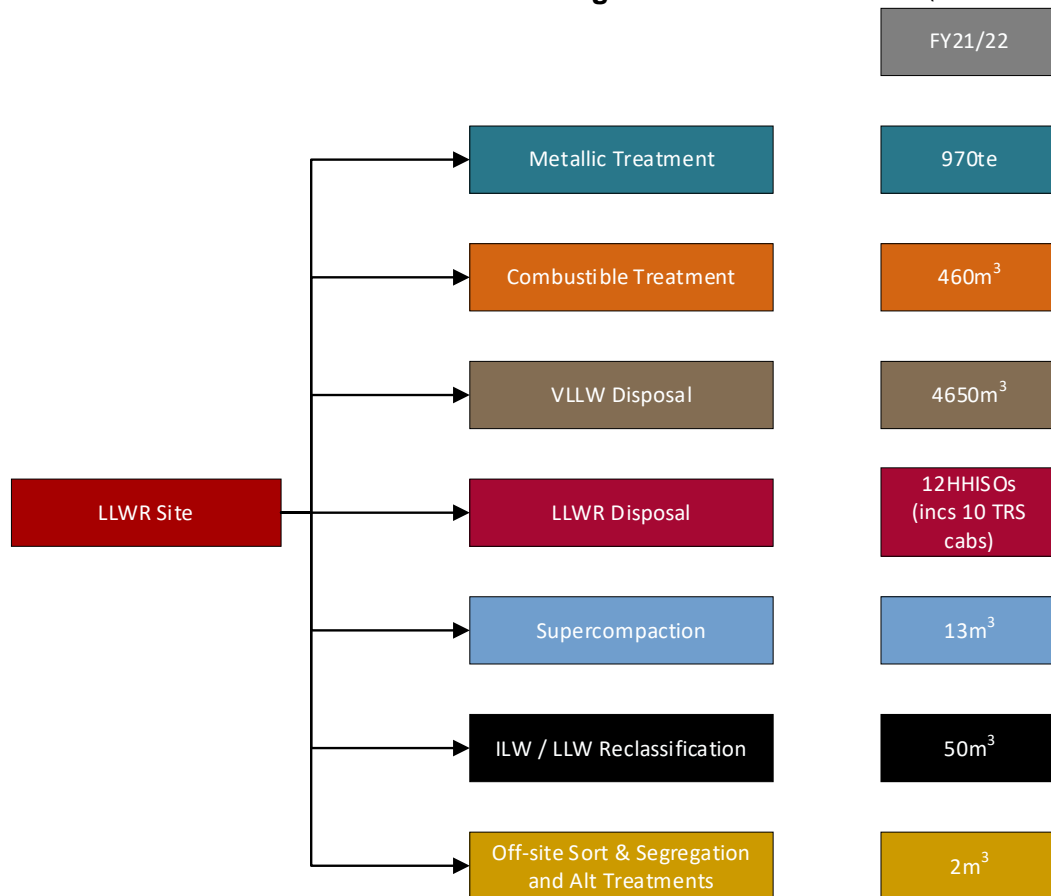 FY21/22
Metallic Treatment
970te
Combustible Treatment
460m³
VLLW Disposal
4650m³
LLWR Site
LLWR Disposal
12HHISOs
(incs 10 TRS
cabs)
Supercompaction
13m³
ILW / LLW Reclassification
50m³
Off-site Sort & Segregation
and Alt Treatments
2m³